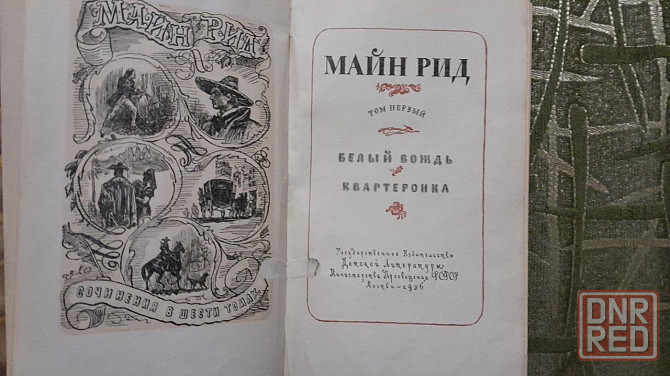 МАЙН РИД
СОЧИНЕНИЯ В ШЕСТИ ТОМАХ
МАЙН РИД
ТОМ ПЕРВЫЙ
БЕЛЫЙ ВОЖДЬ
КВАРТЕРОНКА
Государственное Издательство
Детской Литературы
Министерства Просвещения РСФСР
Москва—1956
DNR
RED